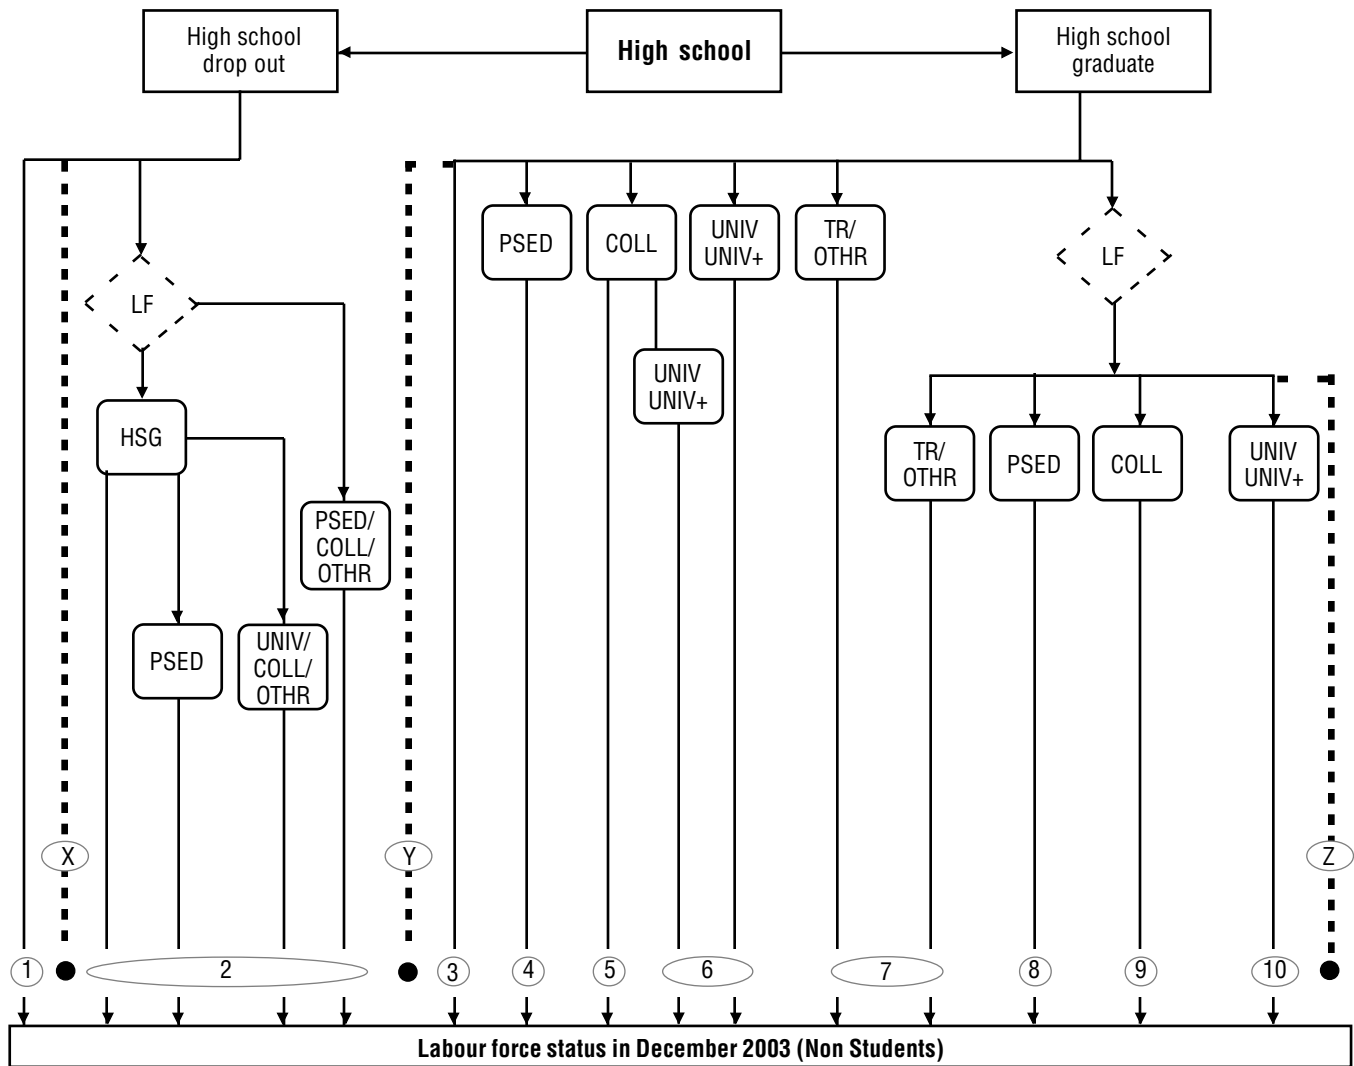 High school
drop out
High school
High school
graduate
PSED
COLL
UNIV
UNIV+
TR/
OTHR
LF
LF
UNIV
UNIV+
HSG
TR/
OTHR
PSED
COLL
UNIV
UNIV+
PSED/
COLL/
OTHR
PSED
UNIV/
COLL/
OTHR
X
Y
Z
1
2
3
4
5
6
7
8
9
10
Labour force status in December 2003 (Non Students)